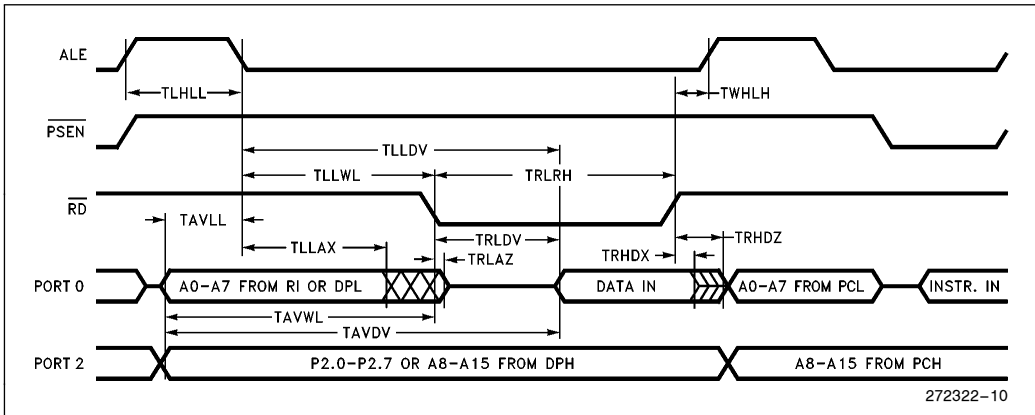 ALE
TLHLL
TWHLH
PSEN
TLLDV
TLLWL
TRLRH
RD
TAVLL
TRLDV
TRHDZ
TLLAX
TRLAZ
TRHDX
PORT 0
A0–A7 FROM RI OR DPL
DATA IN
A0–A7 FROM PCL
INSTR. IN
TAVWL
TAVDV
PORT 2
P2.0–P2.7 OR A8–A15 FROM DPH
A8–A15 FROM PCH
272322–10